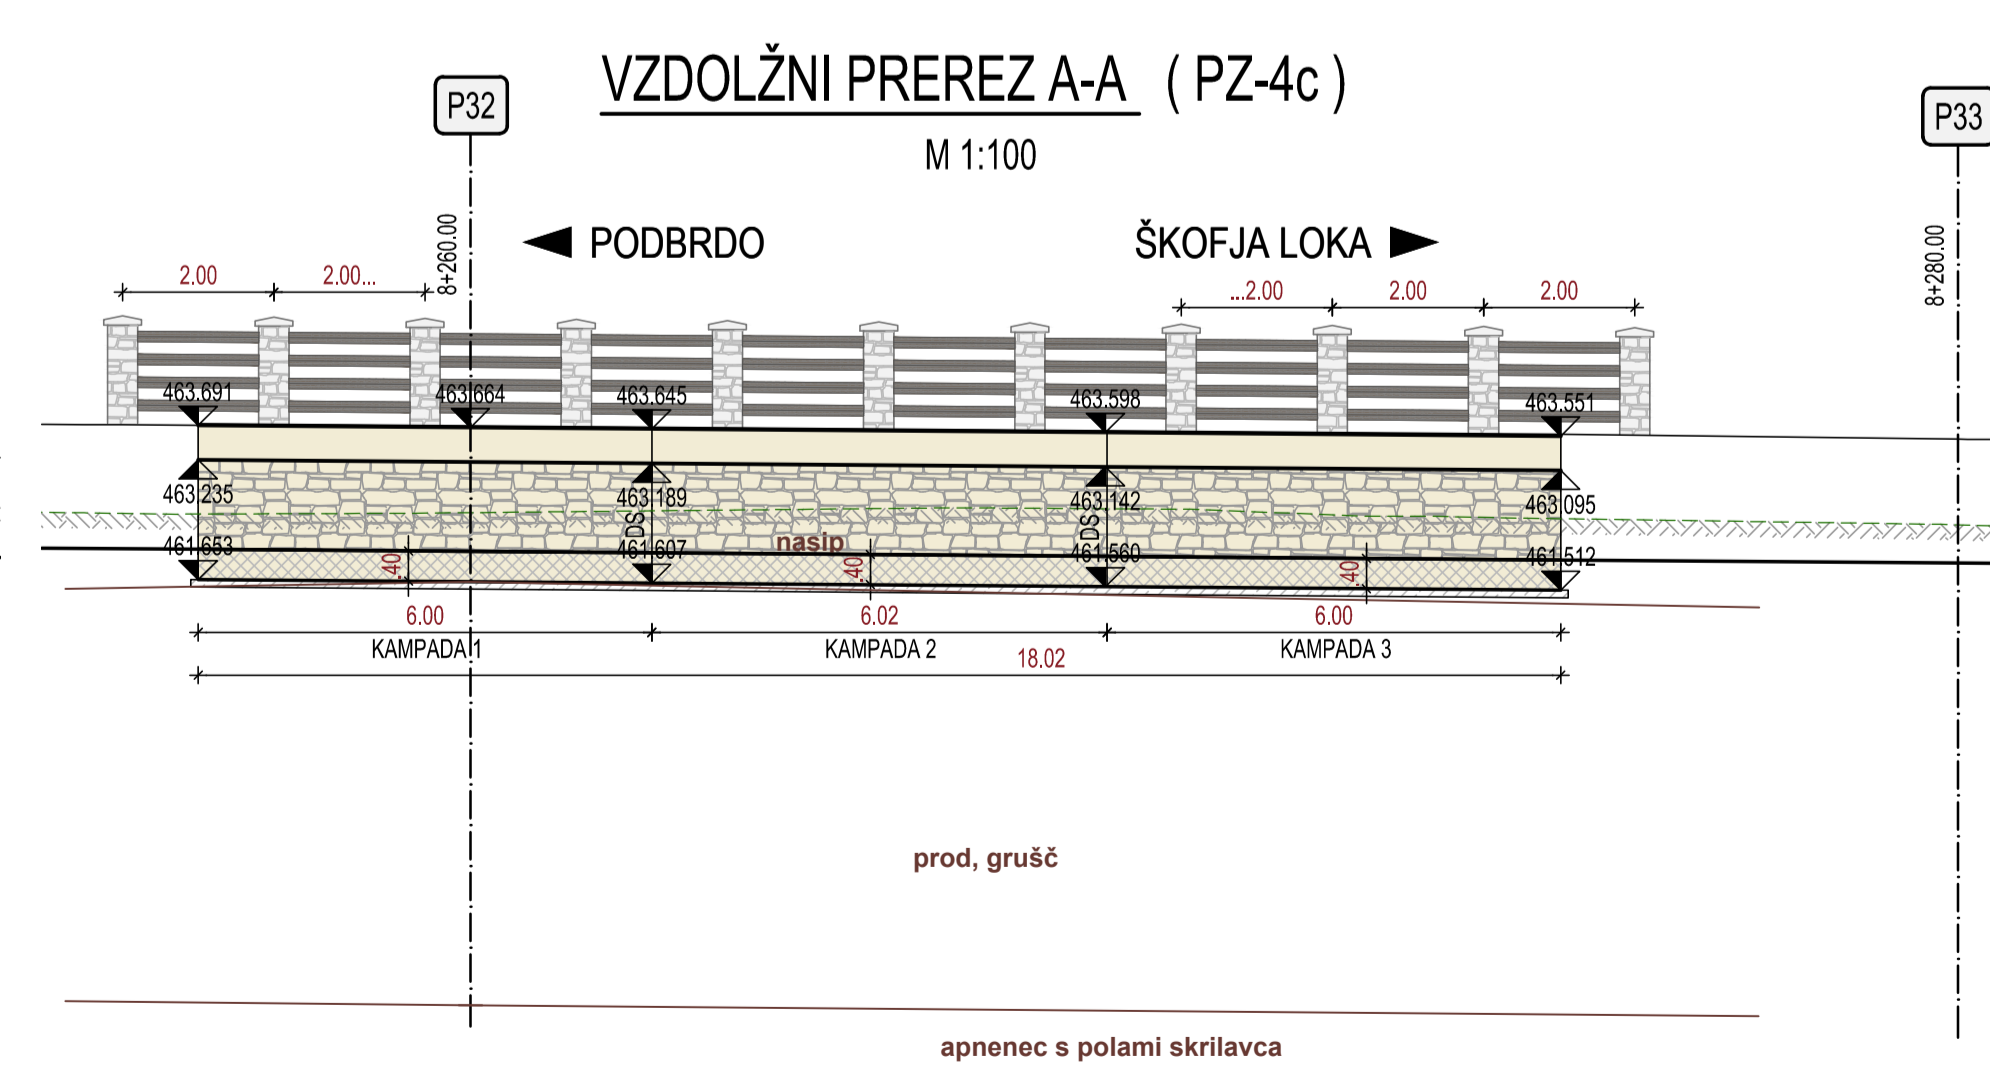 VZDOLŽNI PREREZ A-A ( PZ-4c )
M 1:100
P32
P33
8+260.00
8+280.00
PODBRDO
ŠKOFJA LOKA
2.00
2.00...
...2.00
2.00
2.00
463.691
463.664
463.645
463.598
463.551
463.235
463.189
463.142
463.095
DS
DS
nasip
461.653
461.607
461.560
461.512
.40
.40
.40
6.00
6.02
6.00
KAMPADA 1
KAMPADA 2
KAMPADA 3
18.02
prod, grušč
apnenec s polami skrilavca